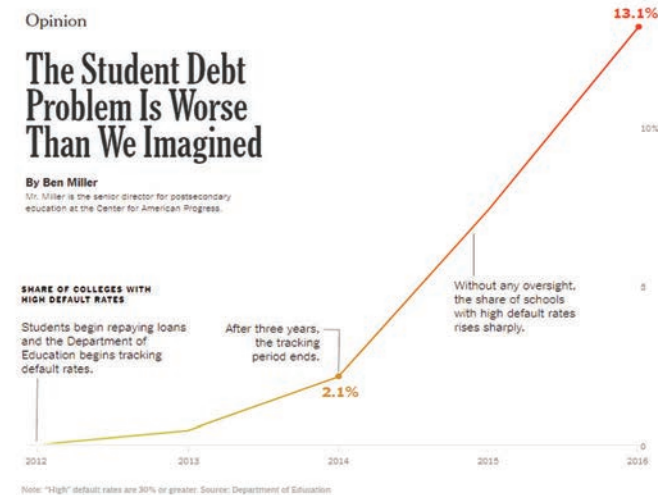 Opinion
The Student Debt
Problem Is Worse
Than We Imagined
By Ben Miller
Mr. Miller is the senior director for postsecondary
education at the Center for American Progress.
SHARE OF COLLEGES WITH
HIGH DEFAULT RATES
Students begin repaying loans
and the Department of
Education begins tracking
default rates.
After three years,
the tracking
period ends.
2.1%
Without any oversight,
the share of schools
with high default rates
rises sharply.
13.1%
10%
5
0
2012 2013 2014 2015 2016
Note: "High" default rates are 30% or greater. Source: Department of Education